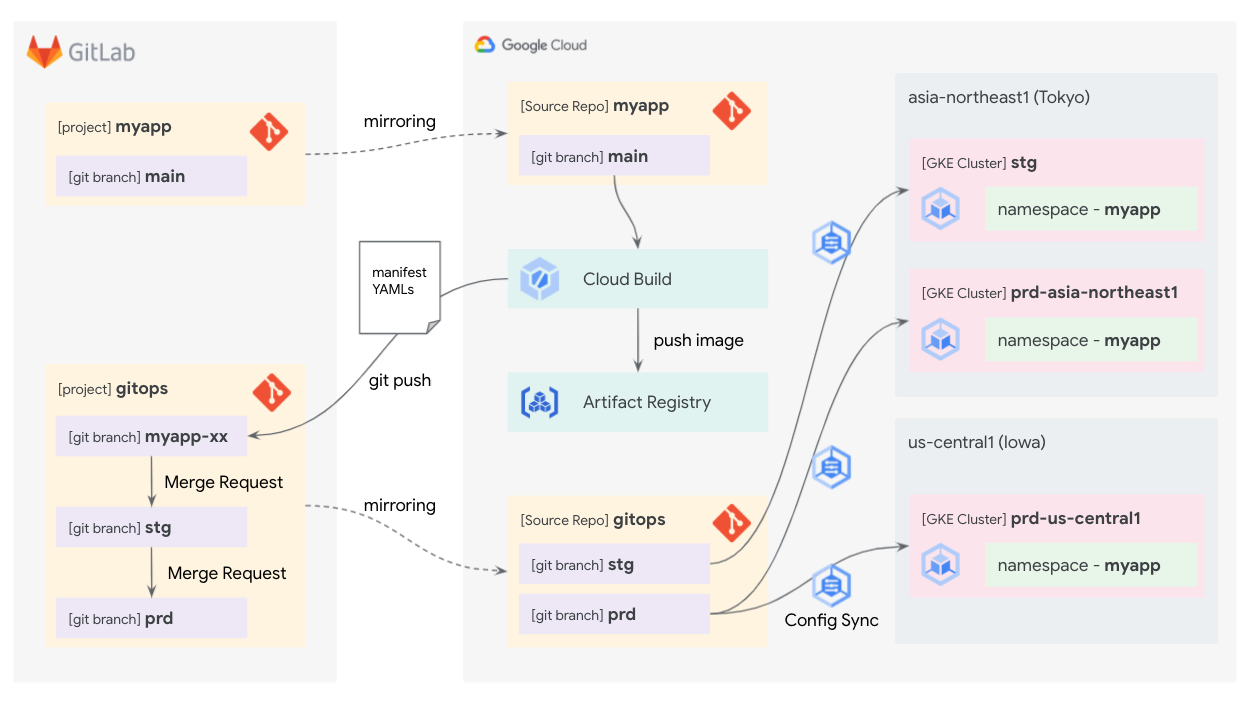 GitLab
[project] myapp
[git branch] main
mirroring
manifest
YAMLs
git push
[project] gitops
[git branch] myapp-xx
Merge Request
[git branch] stg
Merge Request
[git branch] prd
mirroring
Google Cloud
[Source Repo] myapp
[git branch] main
Cloud Build
push image
Artifact Registry
[Source Repo] gitops
[git branch] stg
[git branch] prd
Config Sync
asia-northeast1 (Tokyo)
[GKE Cluster] stg
namespace - myapp
[GKE Cluster] prd-asia-northeast1
namespace - myapp
us-central1 (Iowa)
[GKE Cluster] prd-us-central1
namespace - myapp